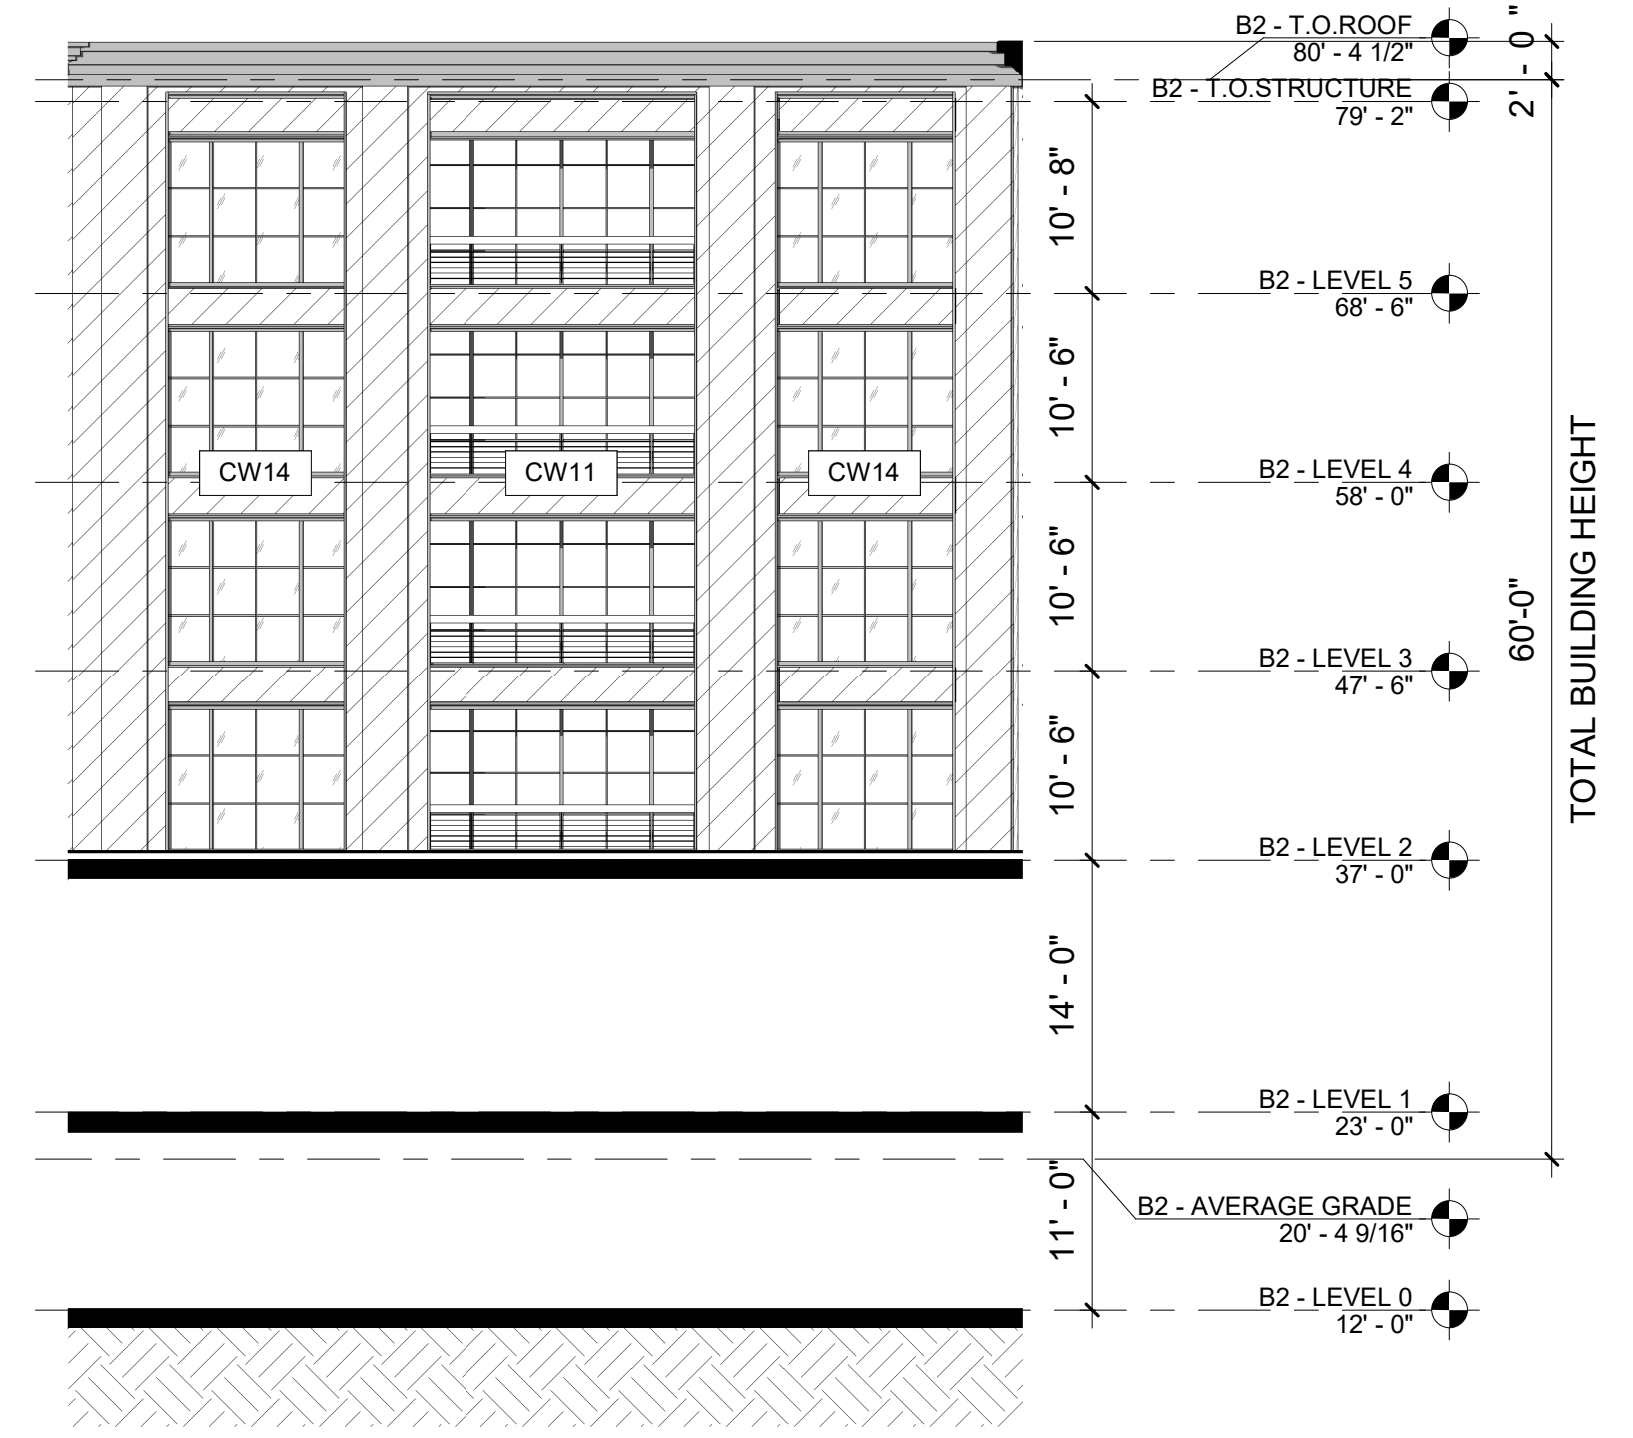 B2 - T.O.ROOF
80' - 4 1/2"
2' - 0"
B2 - T.O.STRUCTURE
79' - 2"
10' - 8"
B2 - LEVEL 5
68' - 6"
10' - 6"
CW14
CW11
CW14
B2 - LEVEL 4
58' - 0"
10' - 6"
60'-0"
TOTAL BUILDING HEIGHT
B2 - LEVEL 3
47' - 6"
10' - 6"
B2 - LEVEL 2
37' - 0"
14' - 0"
B2 - LEVEL 1
23' - 0"
11' - 0"
B2 - AVERAGE GRADE
20' - 4 9/16"
B2 - LEVEL 0
12' - 0"